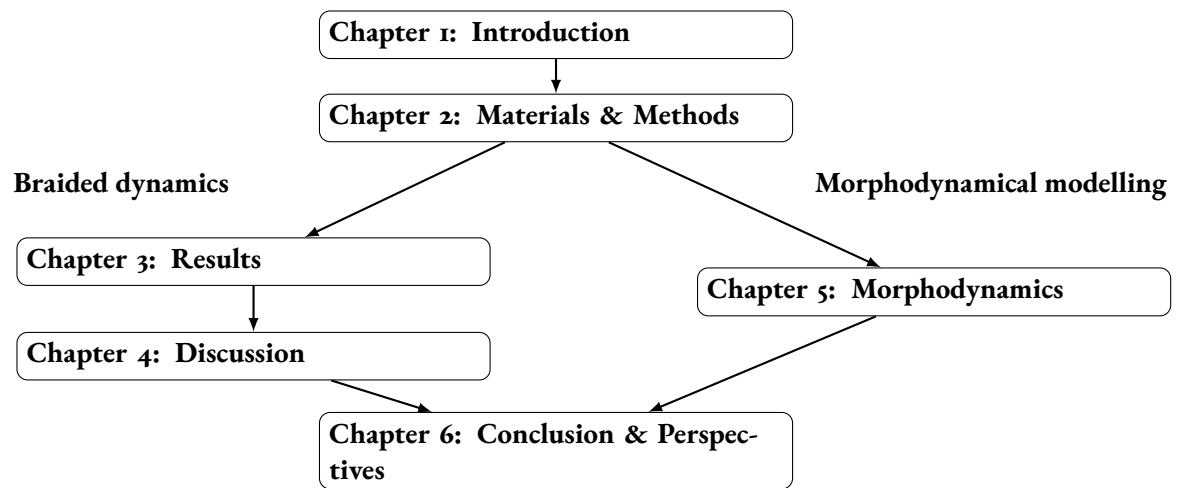 Chapter 1: Introduction
Chapter 2: Materials & Methods
Braided dynamics
Morphodynamical modelling
Chapter 3: Results
Chapter 5: Morphodynamics
Chapter 4: Discussion
Chapter 6: Conclusion & Perspec-
tives